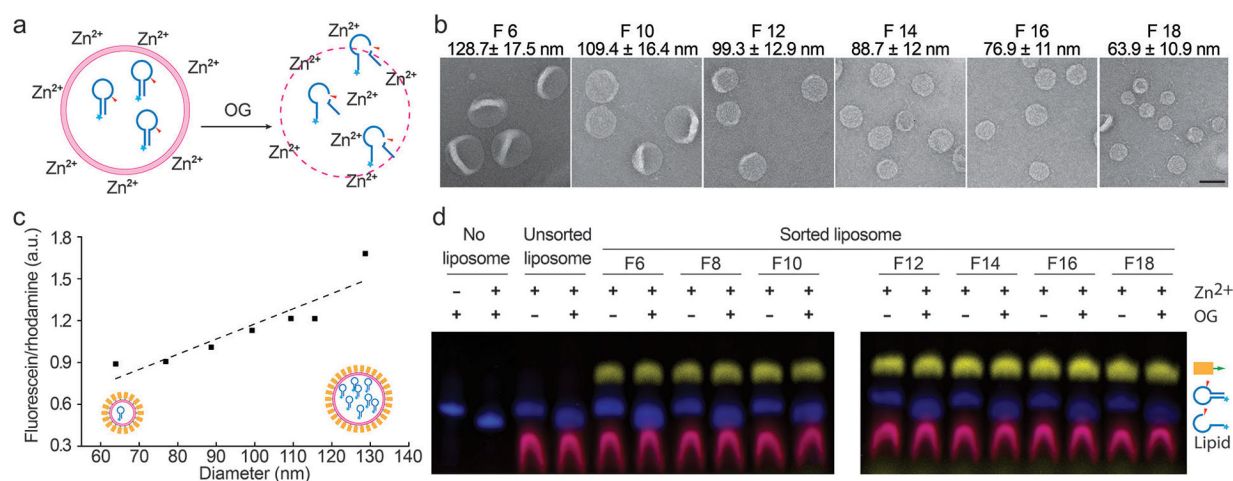 a
Zn²⁺ Zn²⁺ Zn²⁺ Zn²⁺ Zn²⁺ Zn²⁺ Zn²⁺ Zn²⁺
OG
Zn²⁺ Zn²⁺ Zn²⁺ Zn²⁺ Zn²⁺ Zn²⁺ Zn²⁺
b
F 6 F 10 F 12 F 14 F 16 F 18
128.7± 17.5 nm 109.4 ± 16.4 nm 99.3 ± 12.9 nm 88.7± 12 nm 76.9± 11 nm 63.9± 10.9 nm
c
Fluorescein/rhodamine (a.u.)
1.8
1.5
1.2
0.9
0.6
0.3
60 70 80 90 100 110 120 130 140
Diameter (nm)
d
No liposome
Unsorted liposome
Sorted liposome
F6 F8 F10 F12 F14 F16 F18
− + + + + + + + + + + + + + + + + + Zn2+
+ + − + − + − + − + − + − + − + − + OG
Lipid